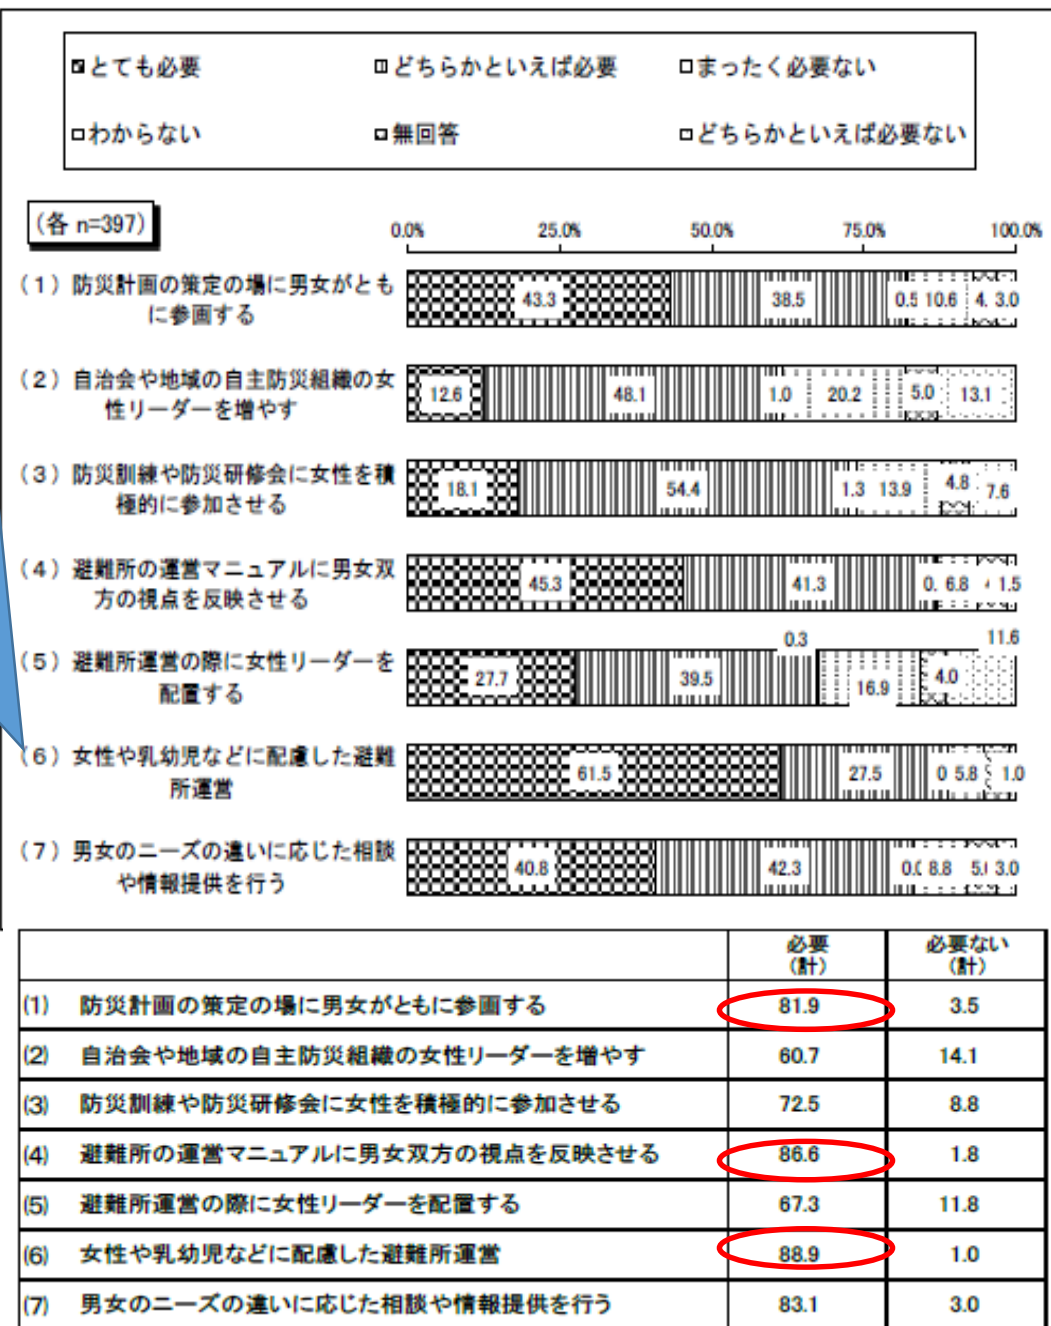 とても必要 どちらかといえば必要 まったく必要ない
わからない 無回答 どちらかといえば必要ない
(各 n=397)
0.0% 25.0% 50.0% 75.0% 100.0%
(1) 防災計画の策定の場に男女がとも
に参画する
43.3 38.5 0.5 10.6 4. 3.0
(2) 自治会や地域の自主防災組織の女
性リーダーを増やす
12.6 48.1 1.0 20.2 5.0 13.1
(3) 防災訓練や防災研修会に女性を積
極的に参加させる
18.1 54.4 1.3 13.9 4.8 7.6
(4) 避難所の運営マニュアルに男女双
方の視点を反映させる
45.3 41.3 0. 6.8 1.5
0.3 11.6
(5) 避難所運営の際に女性リーダーを
配置する
27.7 39.5 16.9 4.0
(6) 女性や乳幼児などに配慮した避難
所運営
61.5 27.5 0 5.8 1.0
(7) 男女のニーズの違いに応じた相談
や情報提供を行う
40.8 42.3 0.0 8.8 3.0
必要 必要ない
(計) (計)
(1) 防災計画の策定の場に男女がともに参画する 81.9 3.5
(2) 自治会や地域の自主防災組織の女性リーダーを増やす 60.7 14.1
(3) 防災訓練や防災研修会に女性を積極的に参加させる 72.5 8.8
(4) 避難所の運営マニュアルに男女双方の視点を反映させる 86.6 1.8
(5) 避難所運営の際に女性リーダーを配置する 67.3 11.8
(6) 女性や乳幼児などに配慮した避難所運営 88.9 1.0
(7) 男女のニーズの違いに応じた相談や情報提供を行う 83.1 3.0